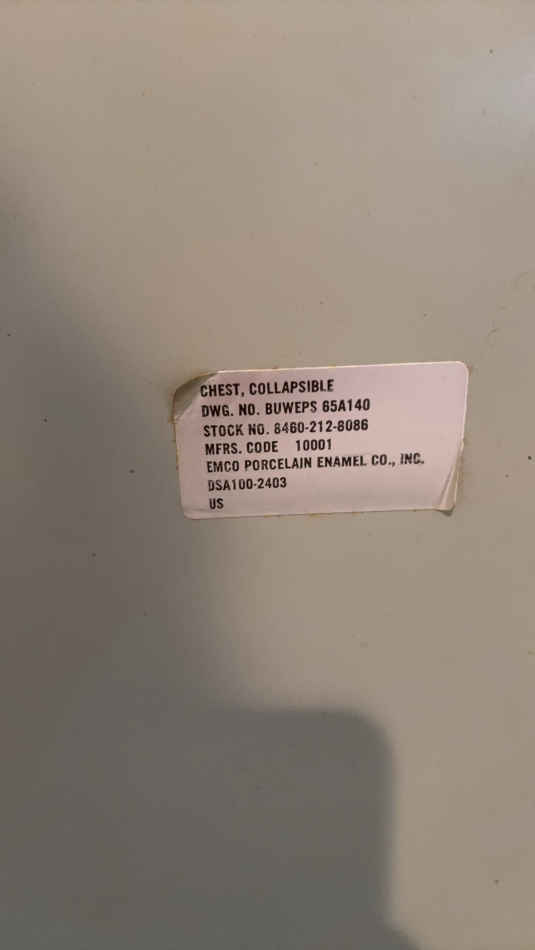 CHEST, COLLAPSIBLE
DWG. NO. BUWEPS 65A140
STOCK NO. 8460-212-8086
MFRS. CODE 10001
EMCO PORCELAIN ENAMEL CO., INC.
DSA100-2403
US